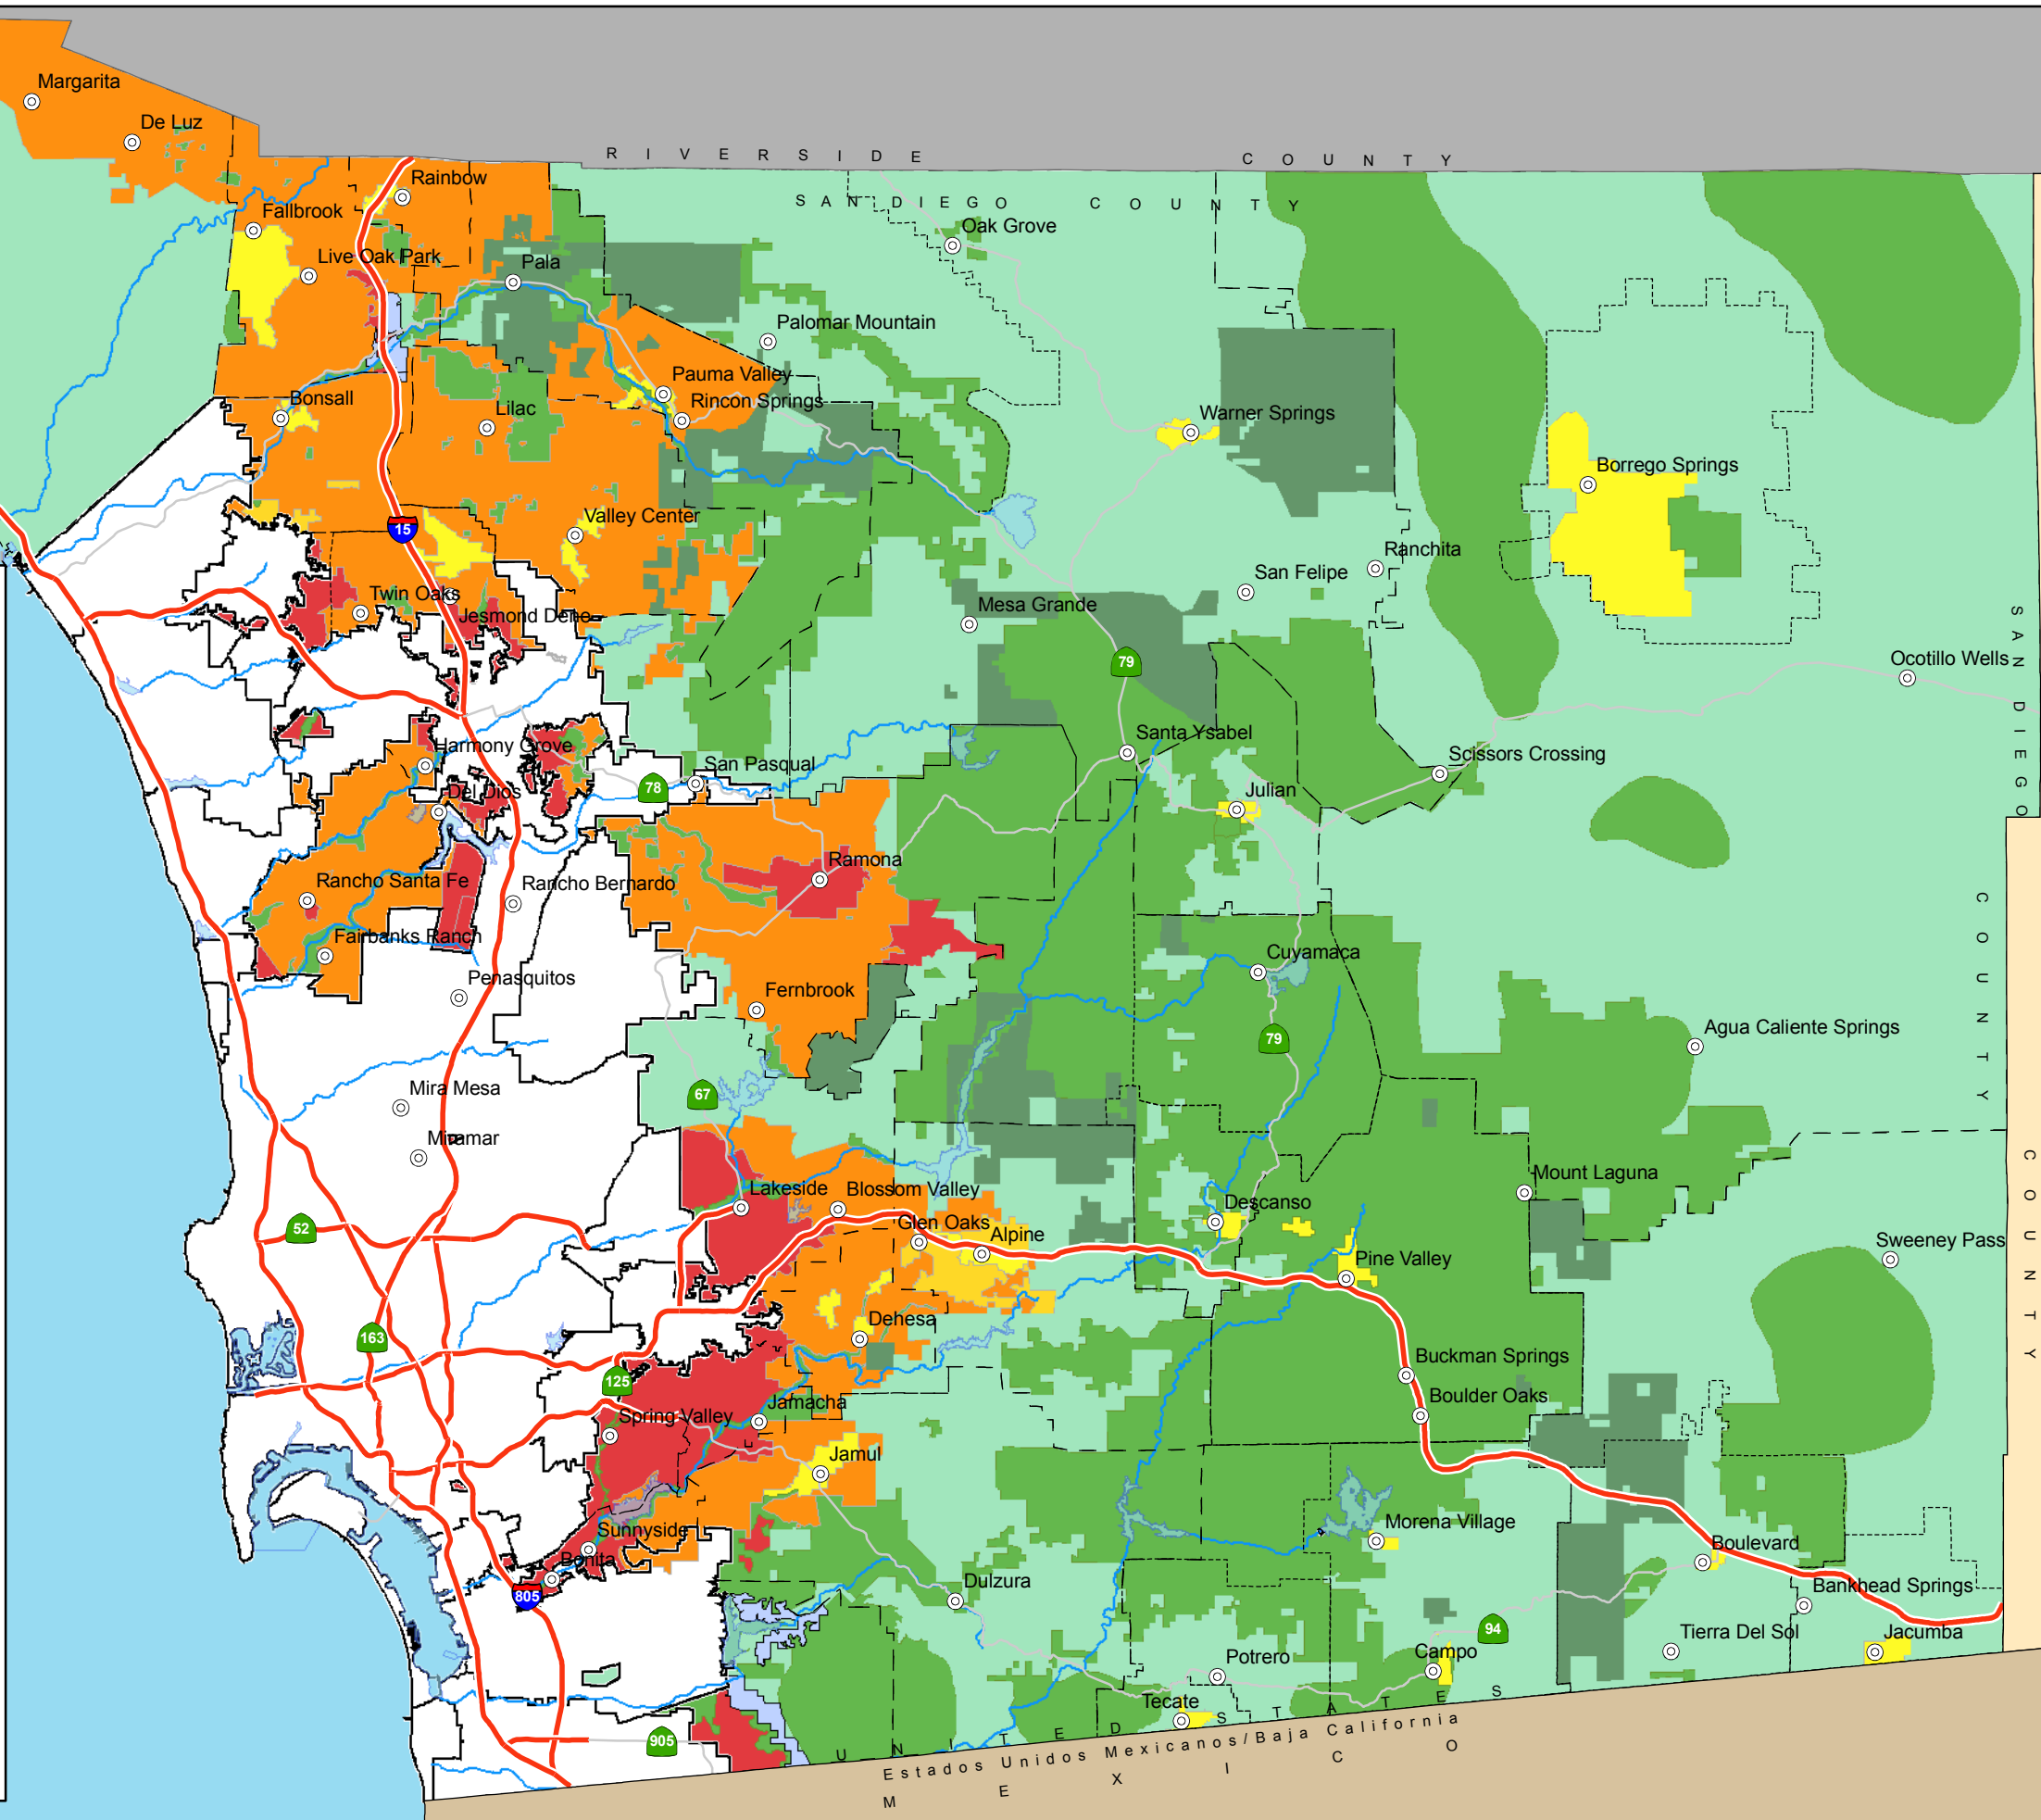 Margarita
De Luz
RIVERSIDE COUNTY
Rainbow
SAN DIEGO COUNTY
Fallbrook
Oak Grove
Live Oak Park
Pala
Palomar Mountain
Pauma Valley
Rincon Springs
Bonsall
Lilac
Warner Springs
Borrego Springs
15
Valley Center
Ranchita
San Felipe
Twin Oaks
Jesmond Dene
Mesa Grande
79
Ocotillo Wells
SAN DIEGO COUNTY COUNTY
Santa Ysabel
Harmony Grove
Scissors Crossing
San Pasqual
78
Del Dios
Julian
Ramona
Rancho Santa Fe
Rancho Bernardo
Fairbanks Ranch
Cuyamaca
Penasquitos
Fernbrook
Agua Caliente Springs
79
Mira Mesa
67
Miramar
Mount Laguna
Lakeside
Blossom Valley
Descanso
52
Glen Oaks
Alpine
Sweeney Pass
Pine Valley
163
Dehesa
Buckman Springs
125
Boulder Oaks
Jamacha
Spring Valley
Jamul
Morena Village
Sunnyside
Boulevard
Bonita
Dulzura
Bankhead Springs
805
94
Tierra Del Sol
Jacumba
Campo
Potrero
Tecate
905
UNITED STATES
Estados Unidos Mexicanos/Baja California
MEXICO